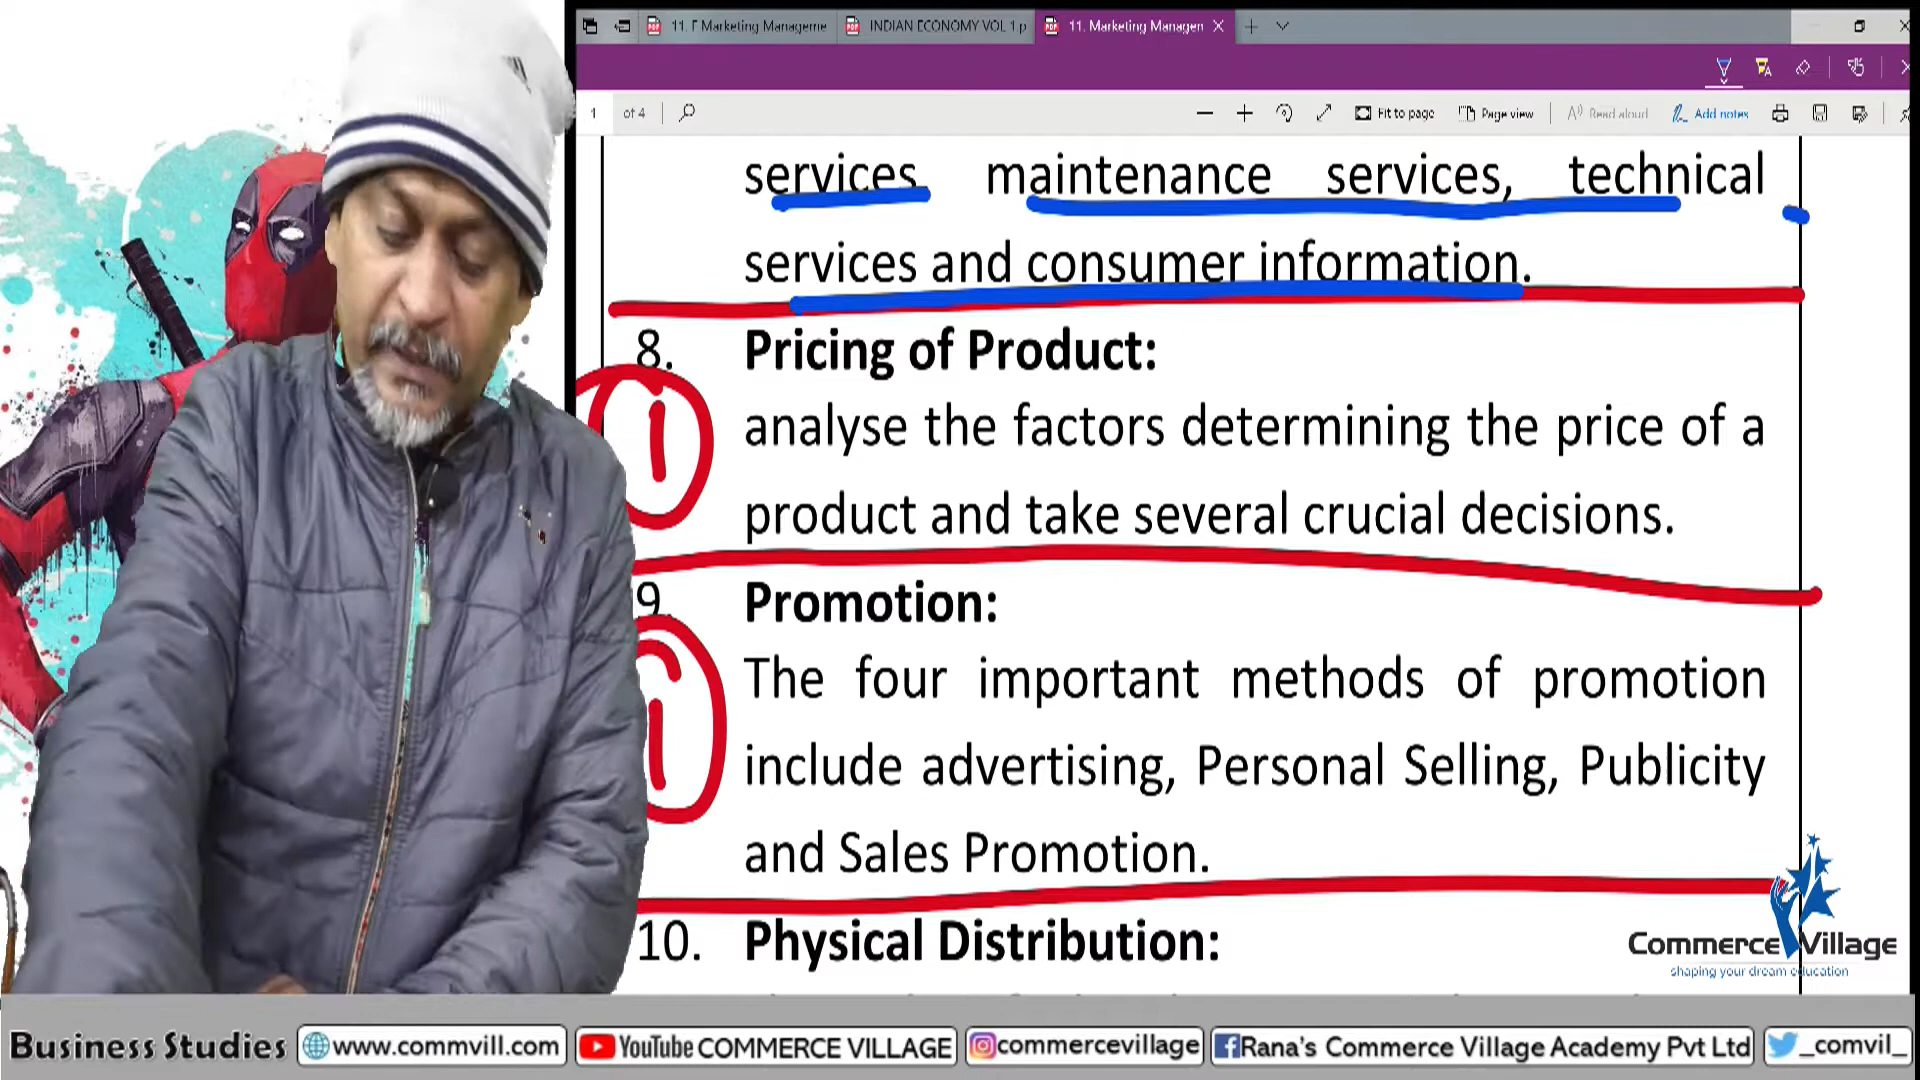 11. F Marketing Manageme
INDIAN ECONOMY VOL 1.p
11. Marketing Managen
1 of 4
Fit to page
Page view
Read aloud
Add notes
services maintenance services, technical
services and consumer information.
8. Pricing of Product:
analyse the factors determining the price of a
product and take several crucial decisions.
9. Promotion:
The four important methods of promotion
include advertising, Personal Selling, Publicity
and Sales Promotion.
10. Physical Distribution:
Commerce Village
shaping your dream education
Business Studies
www.commvill.com
YouTube COMMERCE VILLAGE
commercevillage
Rana's Commerce Village Academy Pvt Ltd
_comvil_